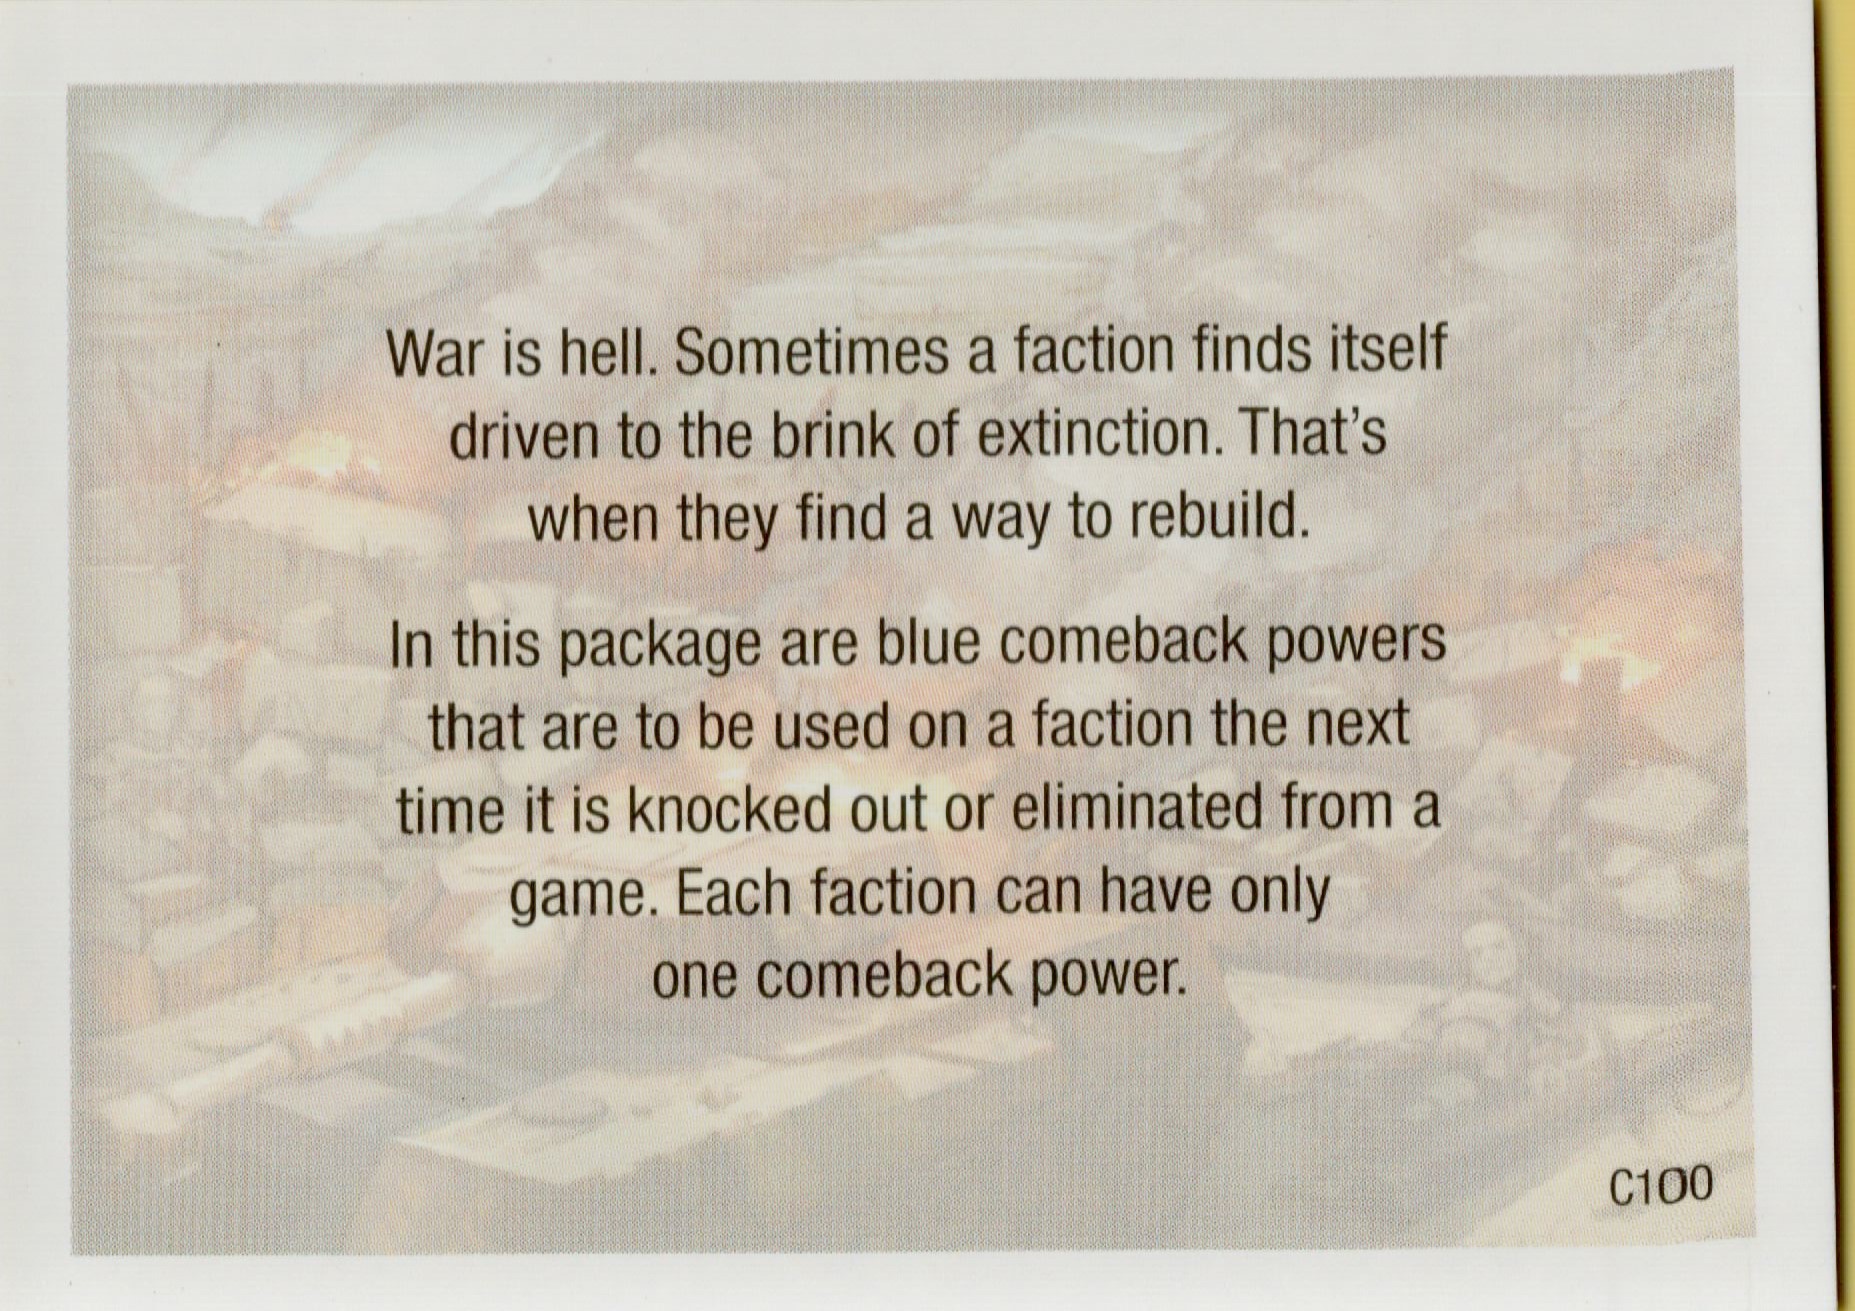 War is hell. Sometimes a faction finds itself
driven to the brink of extinction. That's
when they find a way to rebuild.
In this package are blue comeback powers
that are to be used on a faction the next
time it is knocked out or eliminated from a
game. Each faction can have only
one comeback power.
C100